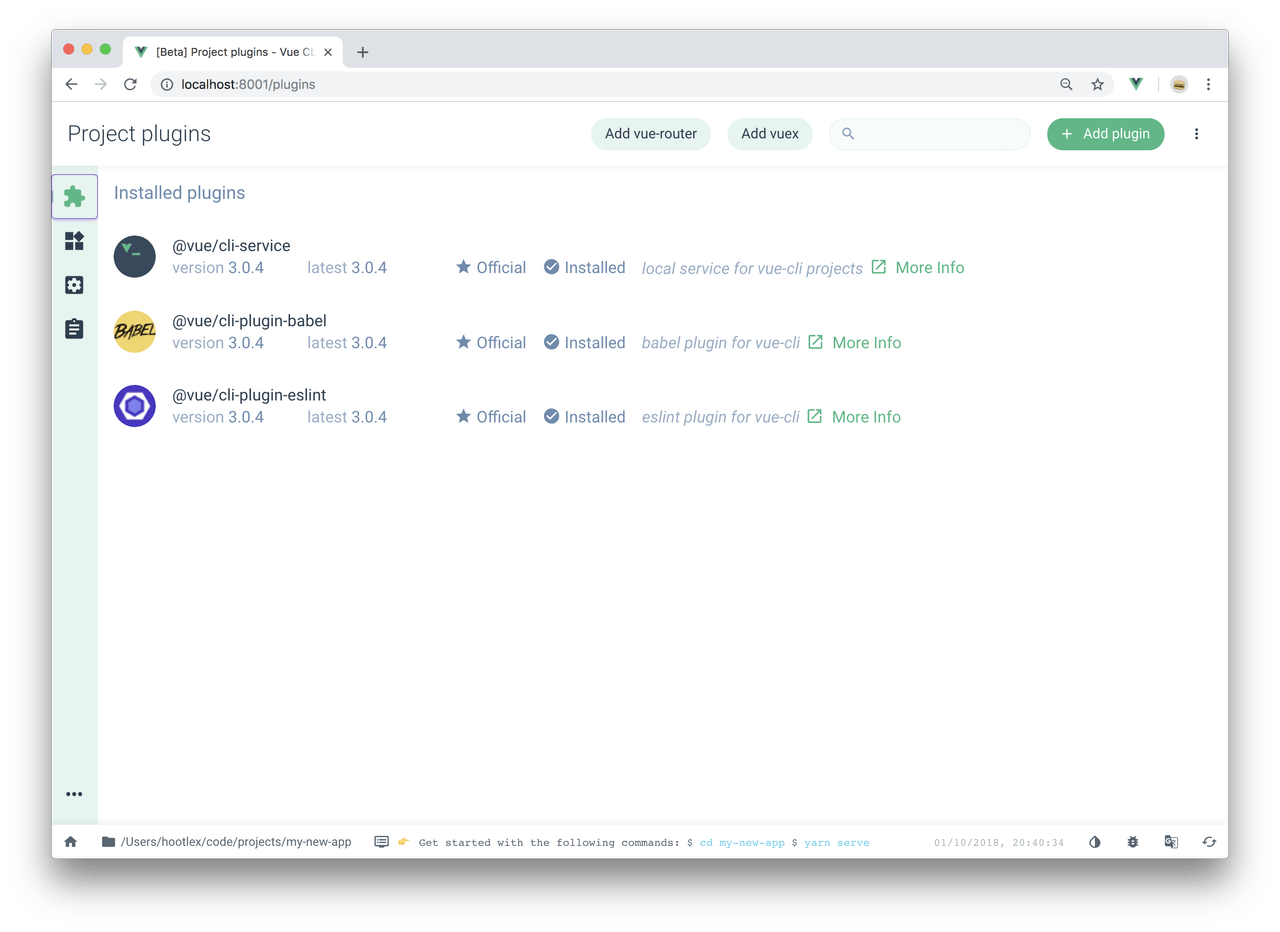 [Beta] Project plugins - Vue CL
localhost:8001/plugins
Project plugins
Add vue-router
Add vuex
Add plugin
Installed plugins
@vue/cli-service
version 3.0.4 latest 3.0.4 Official Installed local service for vue-cli projects More Info
BABEL
@vue/cli-plugin-babel
version 3.0.4 latest 3.0.4 Official Installed babel plugin for vue-cli More Info
@vue/cli-plugin-eslint
version 3.0.4 latest 3.0.4 Official Installed eslint plugin for vue-cli More Info
/Users/hootlex/code/projects/my-new-app 👉 Get started with the following commands: $ cd my-new-app $ yarn serve 01/10/2018, 20:40:34